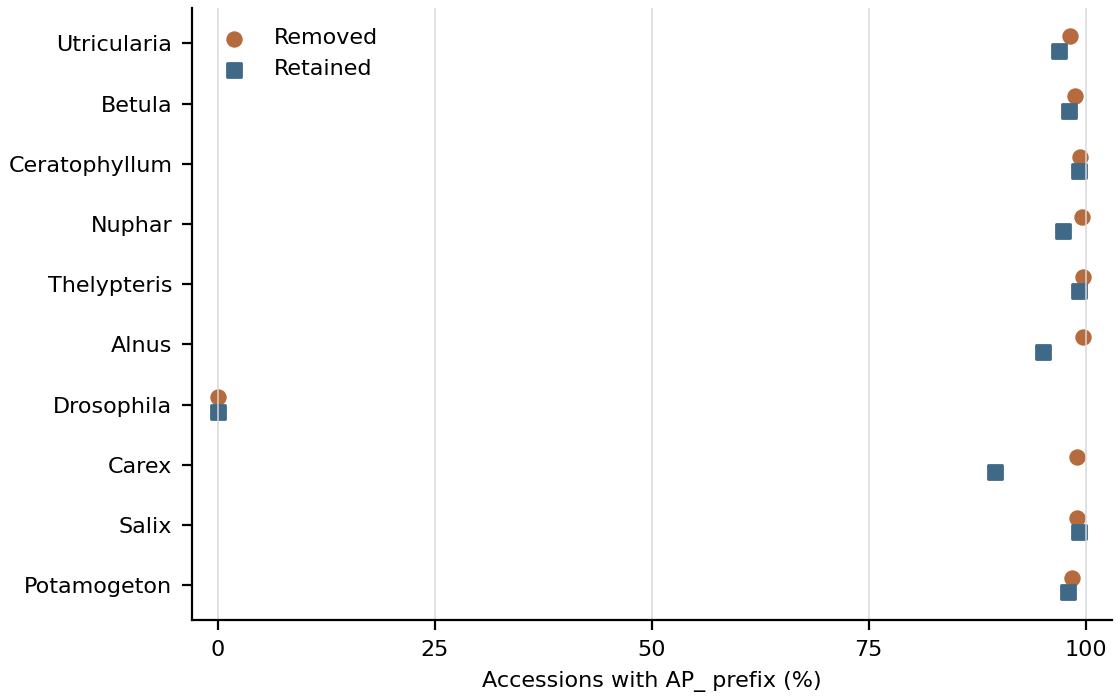 Removed
Retained
Utricularia
Betula
Ceratophyllum
Nuphar
Thelypteris
Alnus
Drosophila
Carex
Salix
Potamogeton
0 25 50 75 100
Accessions with AP_ prefix (%)